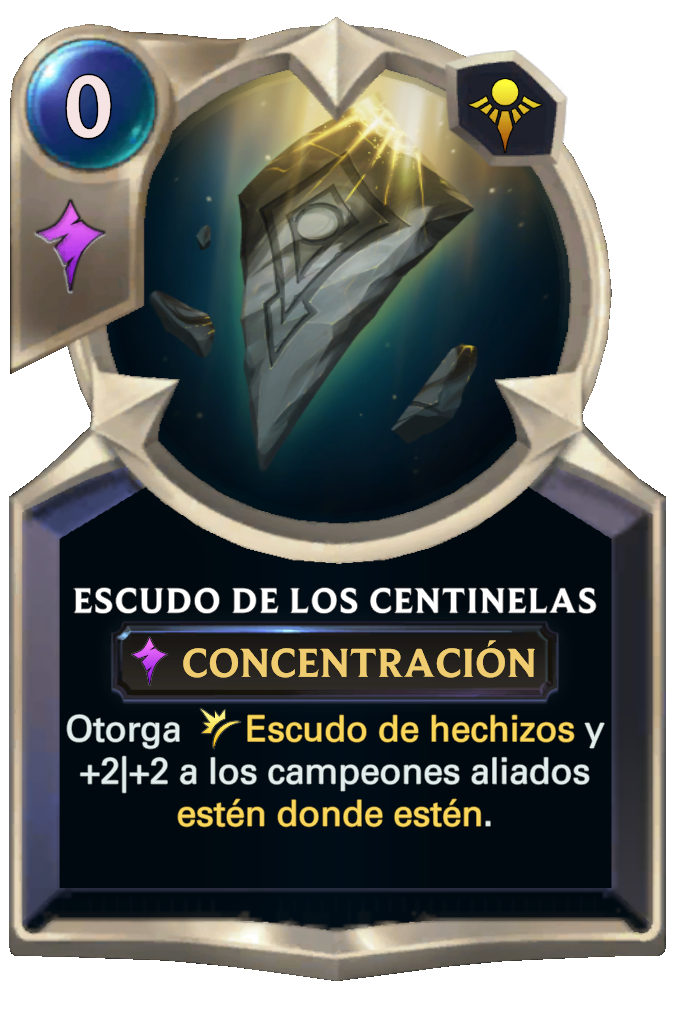 0
ESCUDO DE LOS CENTINELAS
CONCENTRACIÓN
Otorga Escudo de hechizos y
+2|+2 a los campeones aliados
estén donde estén.